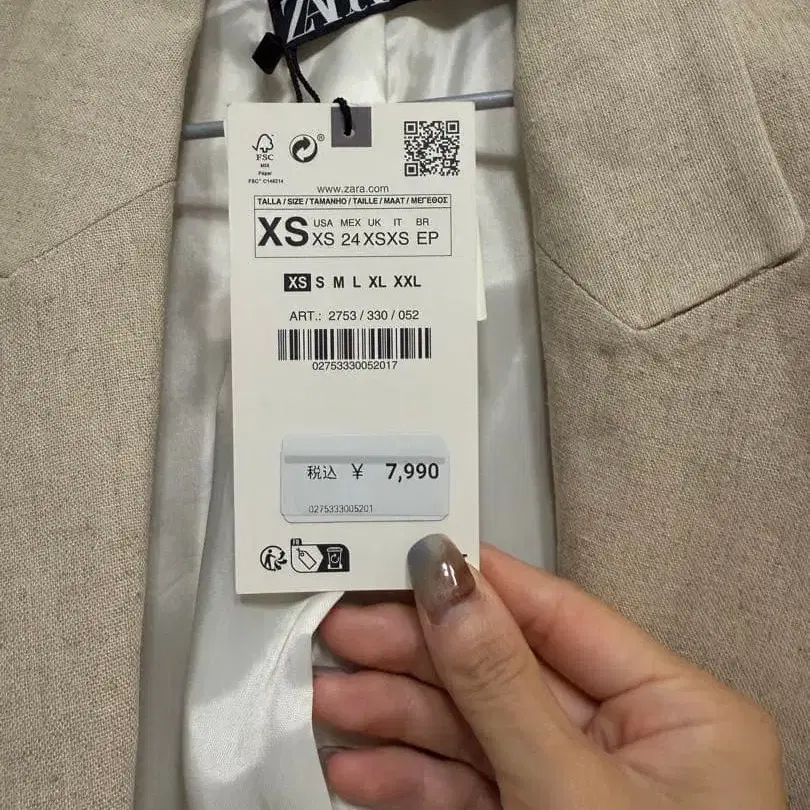 ZARA
FSC
MIX
Paper
FSC® C144214
®
www.zara.com
TALLA / SIZE / TAMANHO / TAILLE / MAAT / ΜΕΓΕΘΟΣ
XS
USA MEX UK IT BR
XS 24 XS XS EP
XS S M L XL XXL
ART.: 2753 / 330 / 052
02753330052017
税込 ¥ 7,990
0275333005201
FR